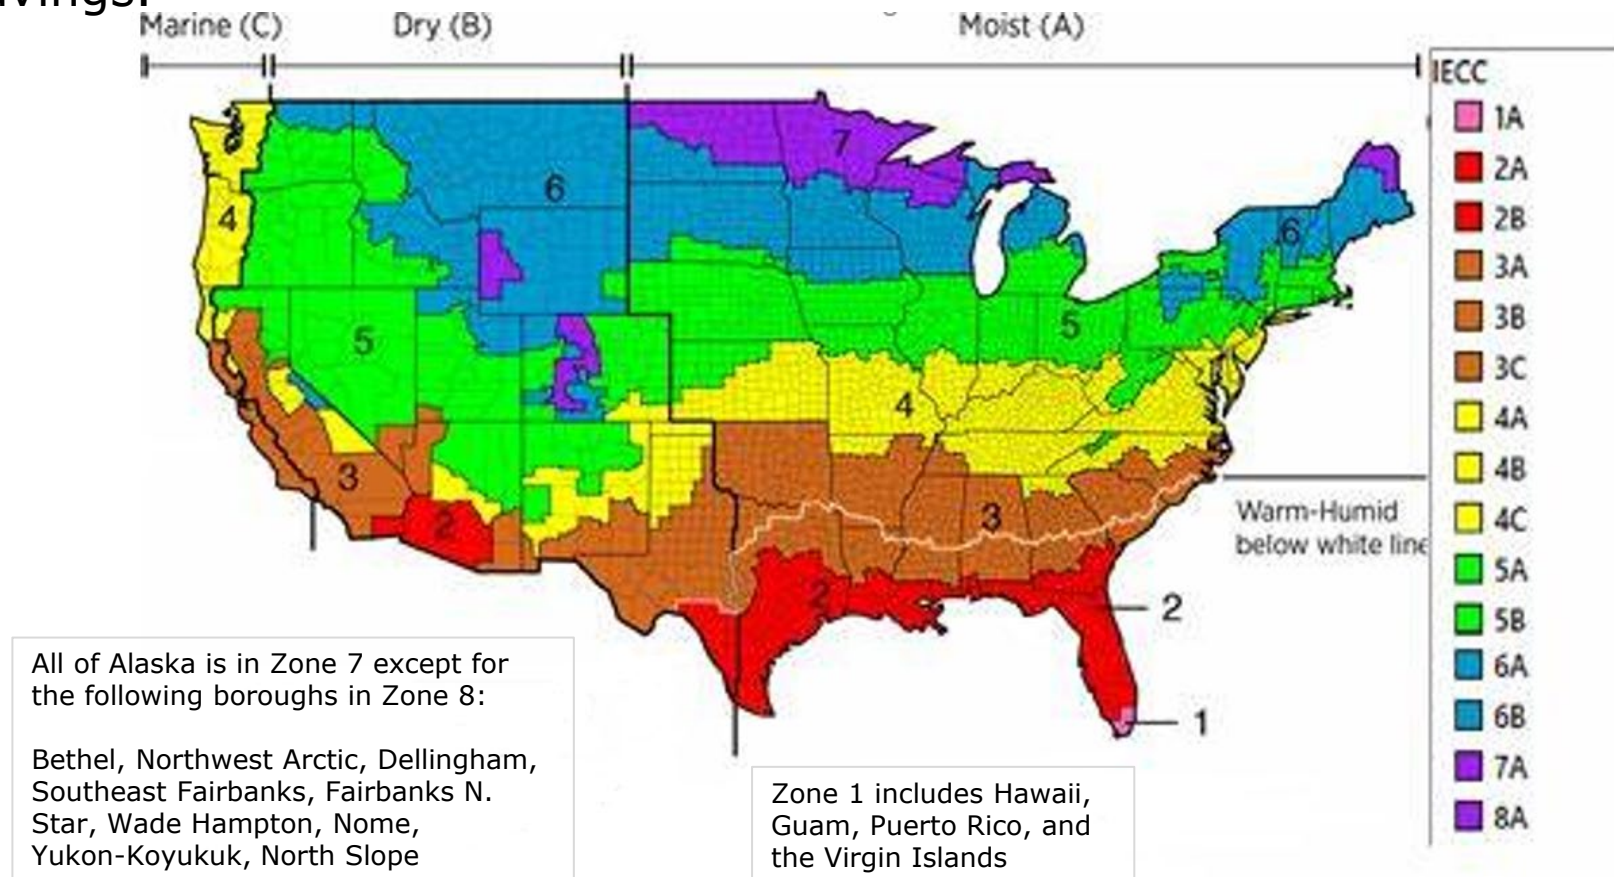 Marine (C)
Dry (B)
Moist (A)
IECC
1A
2A
2B
3A
3B
3C
4A
4B
4C
5A
5B
6A
6B
7A
8A
7
6
6
4
5
5
4
3
3
2
2
Warm-Humid
below white line
2
1
All of Alaska is in Zone 7 except for
the following boroughs in Zone 8:
Bethel, Northwest Arctic, Dellingham,
Southeast Fairbanks, Fairbanks N.
Star, Wade Hampton, Nome,
Yukon-Koyukuk, North Slope
Zone 1 includes Hawaii,
Guam, Puerto Rico, and
the Virgin Islands